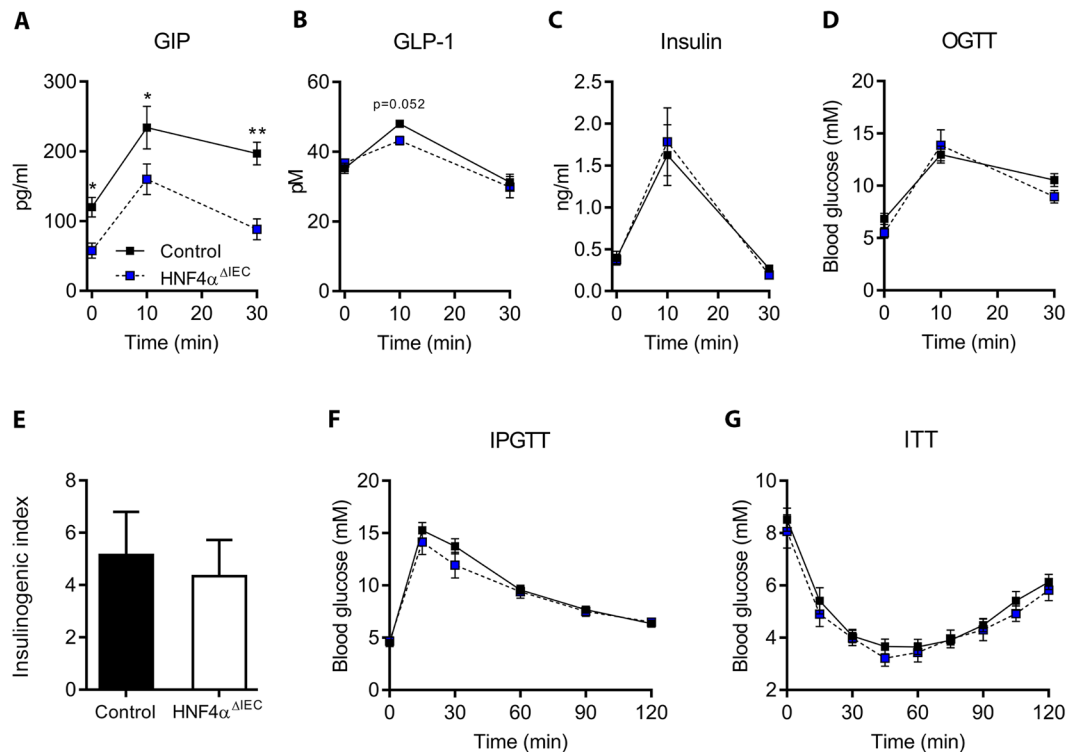 A
GIP
pg/ml
300
200
100
0
*
*
**
Control
HNF4αΔIEC
0 10 20 30
Time (min)
B
GLP-1
pM
60
40
20
0
p=0.052
0 10 20 30
Time (min)
C
Insulin
ng/ml
2.5
2.0
1.5
1.0
0.5
0.0
0 10 20 30
Time (min)
D
OGTT
Blood glucose (mM)
20
15
10
5
0
0 10 20 30
Time (min)
E
Insulinogenic index
8
6
4
2
0
Control HNF4αΔIEC
F
IPGTT
Blood glucose (mM)
20
15
10
5
0
0 30 60 90 120
Time (min)
G
ITT
Blood glucose (mM)
10
8
6
4
2
0 30 60 90 120
Time (min)